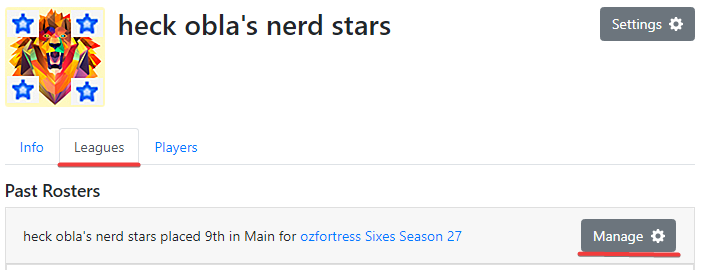 heck obla's nerd stars
Settings
Info Leagues Players
Past Rosters
heck obla's nerd stars placed 9th in Main for ozfortress Sixes Season 27 Manage